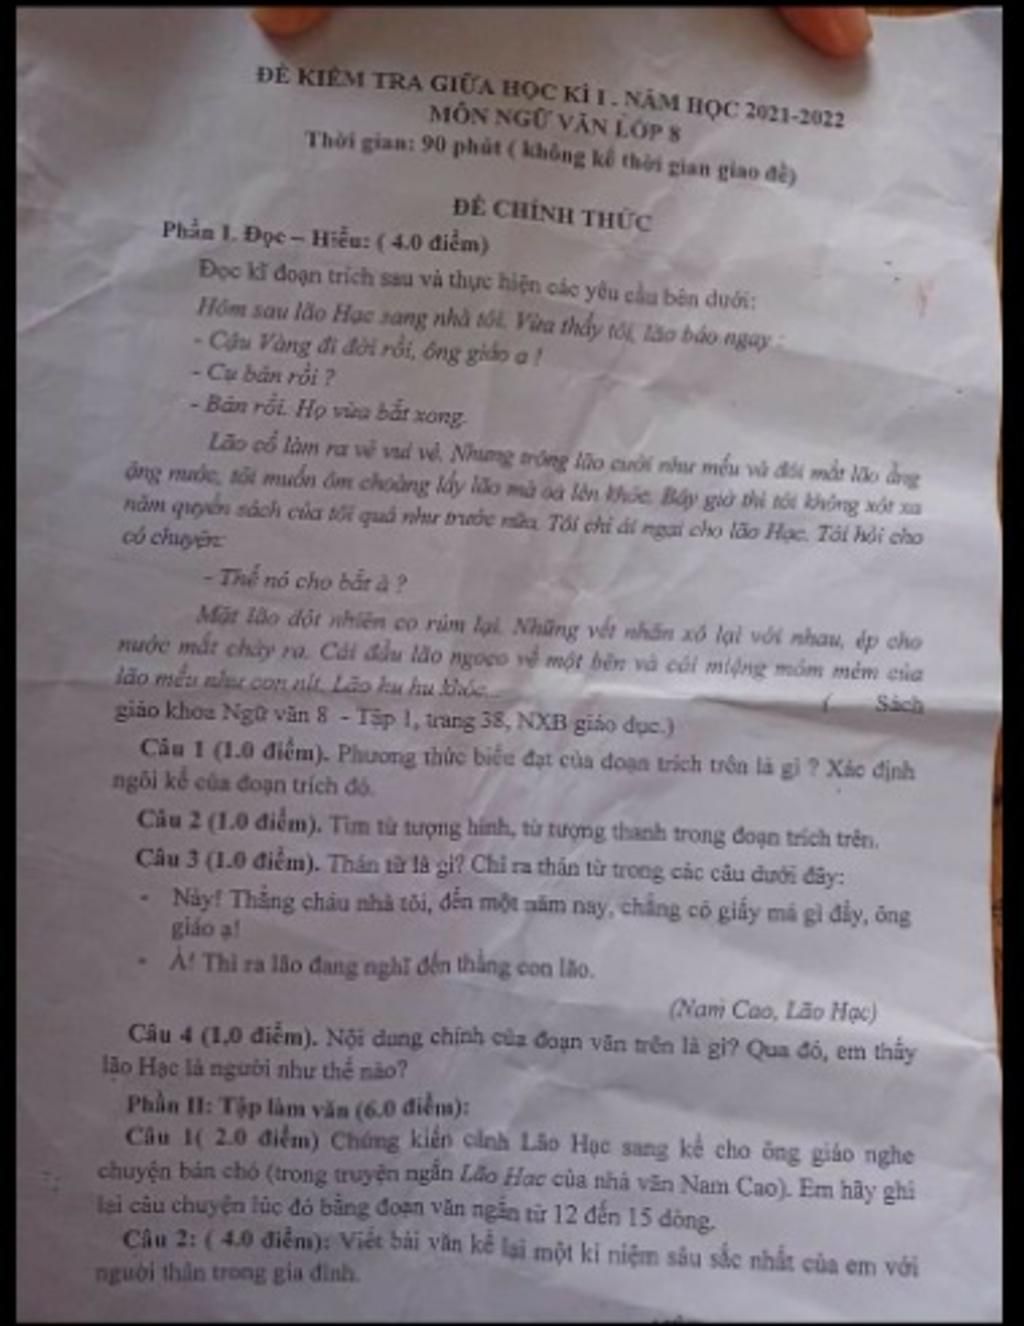 ĐỀ KIỂM TRA GIỮA HỌC KÌ I . NĂM HỌC 2021-2022
MÔN NGỮ VĂN LỚP 8
Thời gian: 90 phút ( không kể thời gian giao đề)
ĐỀ CHÍNH THỨC
Phần I. Đọc – Hiểu: ( 4.0 điểm)
Đọc kĩ đoạn trích sau và thực hiện các yêu cầu bên dưới:
Hôm sau lão Hạc sang nhà tôi. Vừa thấy tôi, lão báo ngay :
- Cậu Vàng đi đời rồi, ông giáo ạ !
- Cụ bán rồi ?
- Bán rồi. Họ vừa bắt xong.
Lão cố làm ra vẻ vui vẻ. Nhưng trông lão cười như mếu và đôi mắt lão ầng
ậng nước, tôi muốn ôm choàng lấy lão mà oà lên khóc. Bây giờ thì tôi không xót xa
năm quyển sách của tôi quá như trước nữa. Tôi chỉ ái ngại cho lão Hạc. Tôi hỏi cho
có chuyện:
- Thế nó cho bắt à ?
Mặt lão đột nhiên co rúm lại. Những vết nhăn xô lại với nhau, ép cho
nước mắt chảy ra. Cái đầu lão ngoẹo về một bên và cái miệng móm mém của
lão mếu như con nít. Lão hu hu khóc... ( Sách
giáo khoa Ngữ văn 8 - Tập 1, trang 38, NXB giáo dục.)
Câu 1 (1.0 điểm). Phương thức biểu đạt của đoạn trích trên là gì ? Xác định
ngôi kể của đoạn trích đó.
Câu 2 (1.0 điểm). Tìm từ tượng hình, từ tượng thanh trong đoạn trích trên.
Câu 3 (1.0 điểm). Thán từ là gì? Chỉ ra thán từ trong các câu dưới đây:
- Này! Thằng cháu nhà tôi, đến một năm nay, chẳng có giấy má gì đấy, ông
giáo ạ!
- À! Thì ra lão đang nghĩ đến thằng con lão.
(Nam Cao, Lão Hạc)
Câu 4 (1.0 điểm). Nội dung chính của đoạn văn trên là gì? Qua đó, em thấy
lão Hạc là người như thế nào?
Phần II: Tập làm văn (6.0 điểm):
Câu 1( 2.0 điểm) Chứng kiến cảnh Lão Hạc sang kể cho ông giáo nghe
chuyện bán chó (trong truyện ngắn Lão Hạc của nhà văn Nam Cao). Em hãy ghi
lại câu chuyện lúc đó bằng đoạn văn ngắn từ 12 đến 15 dòng.
Câu 2: ( 4.0 điểm): Viết bài văn kể lại một kỉ niệm sâu sắc nhất của em với
người thân trong gia đình.